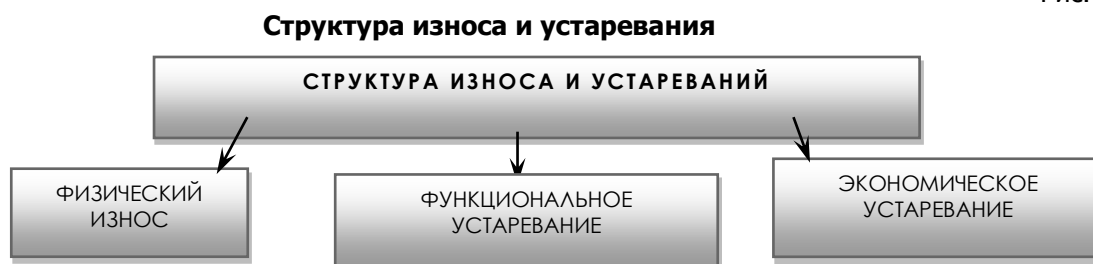 Структура износа и устаревания
СТРУКТУРА ИЗНОСА И УСТАРЕВАНИЙ
ФИЗИЧЕСКИЙ
ИЗНОС
ФУНКЦИОНАЛЬНОЕ
УСТАРЕВАНИЕ
ЭКОНОМИЧЕСКОЕ
УСТАРЕВАНИЕ